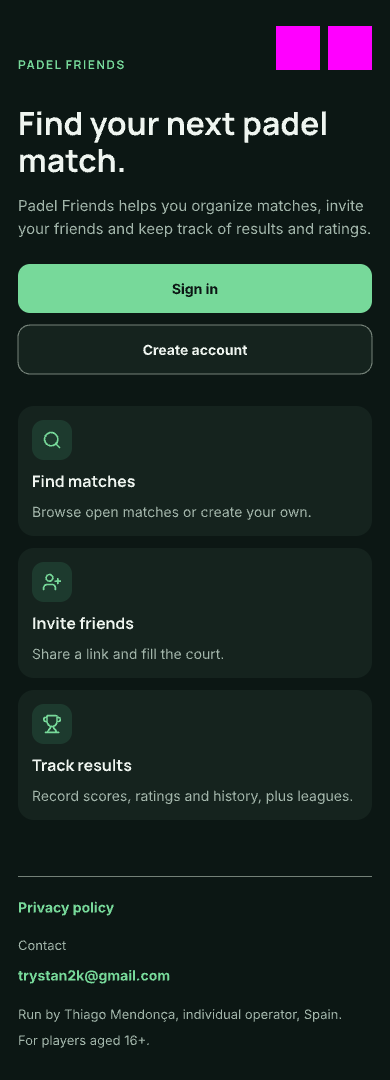 PADEL FRIENDS
Find your next padel
match.
Padel Friends helps you organize matches, invite
your friends and keep track of results and ratings.
Sign in
Create account
Find matches
Browse open matches or create your own.
Invite friends
Share a link and fill the court.
Track results
Record scores, ratings and history, plus leagues.
Privacy policy
Contact
trystan2k@gmail.com
Run by Thiago Mendonça, individual operator, Spain.
For players aged 16+.